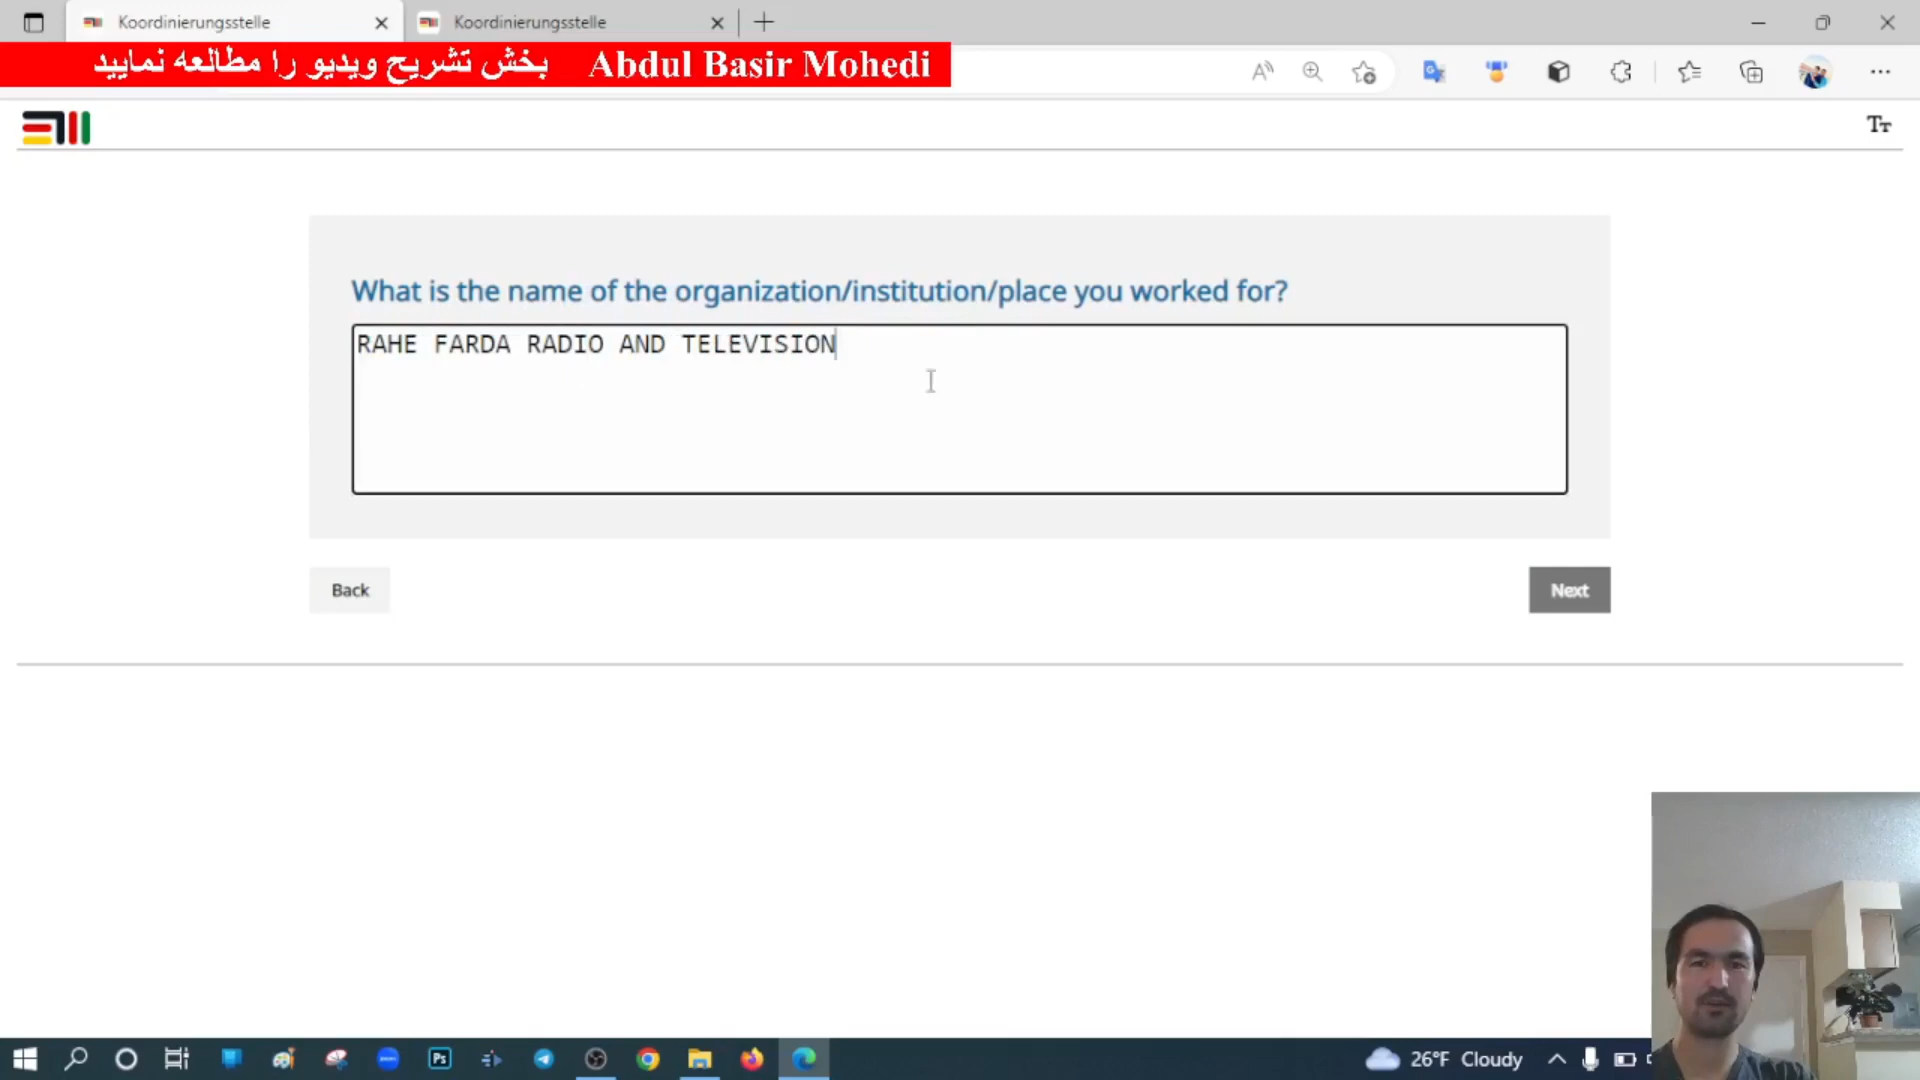 Koordinierungsstelle
Koordinierungsstelle
Abdul Basir Mohedi بخش تشریح ویدیو را مطالعه نمایید
What is the name of the organization/institution/place you worked for?
RAHE FARDA RADIO AND TELEVISION
Back
Next
26°F Cloudy